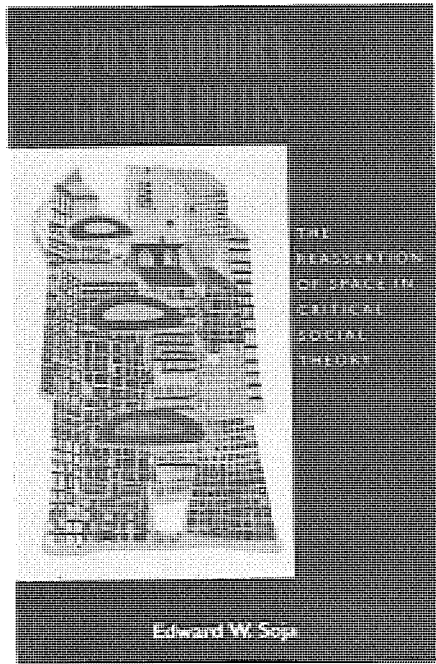 THE
REASSERTION
OF SPACE IN
CRITICAL
SOCIAL
THEORY
Edward W. Soja